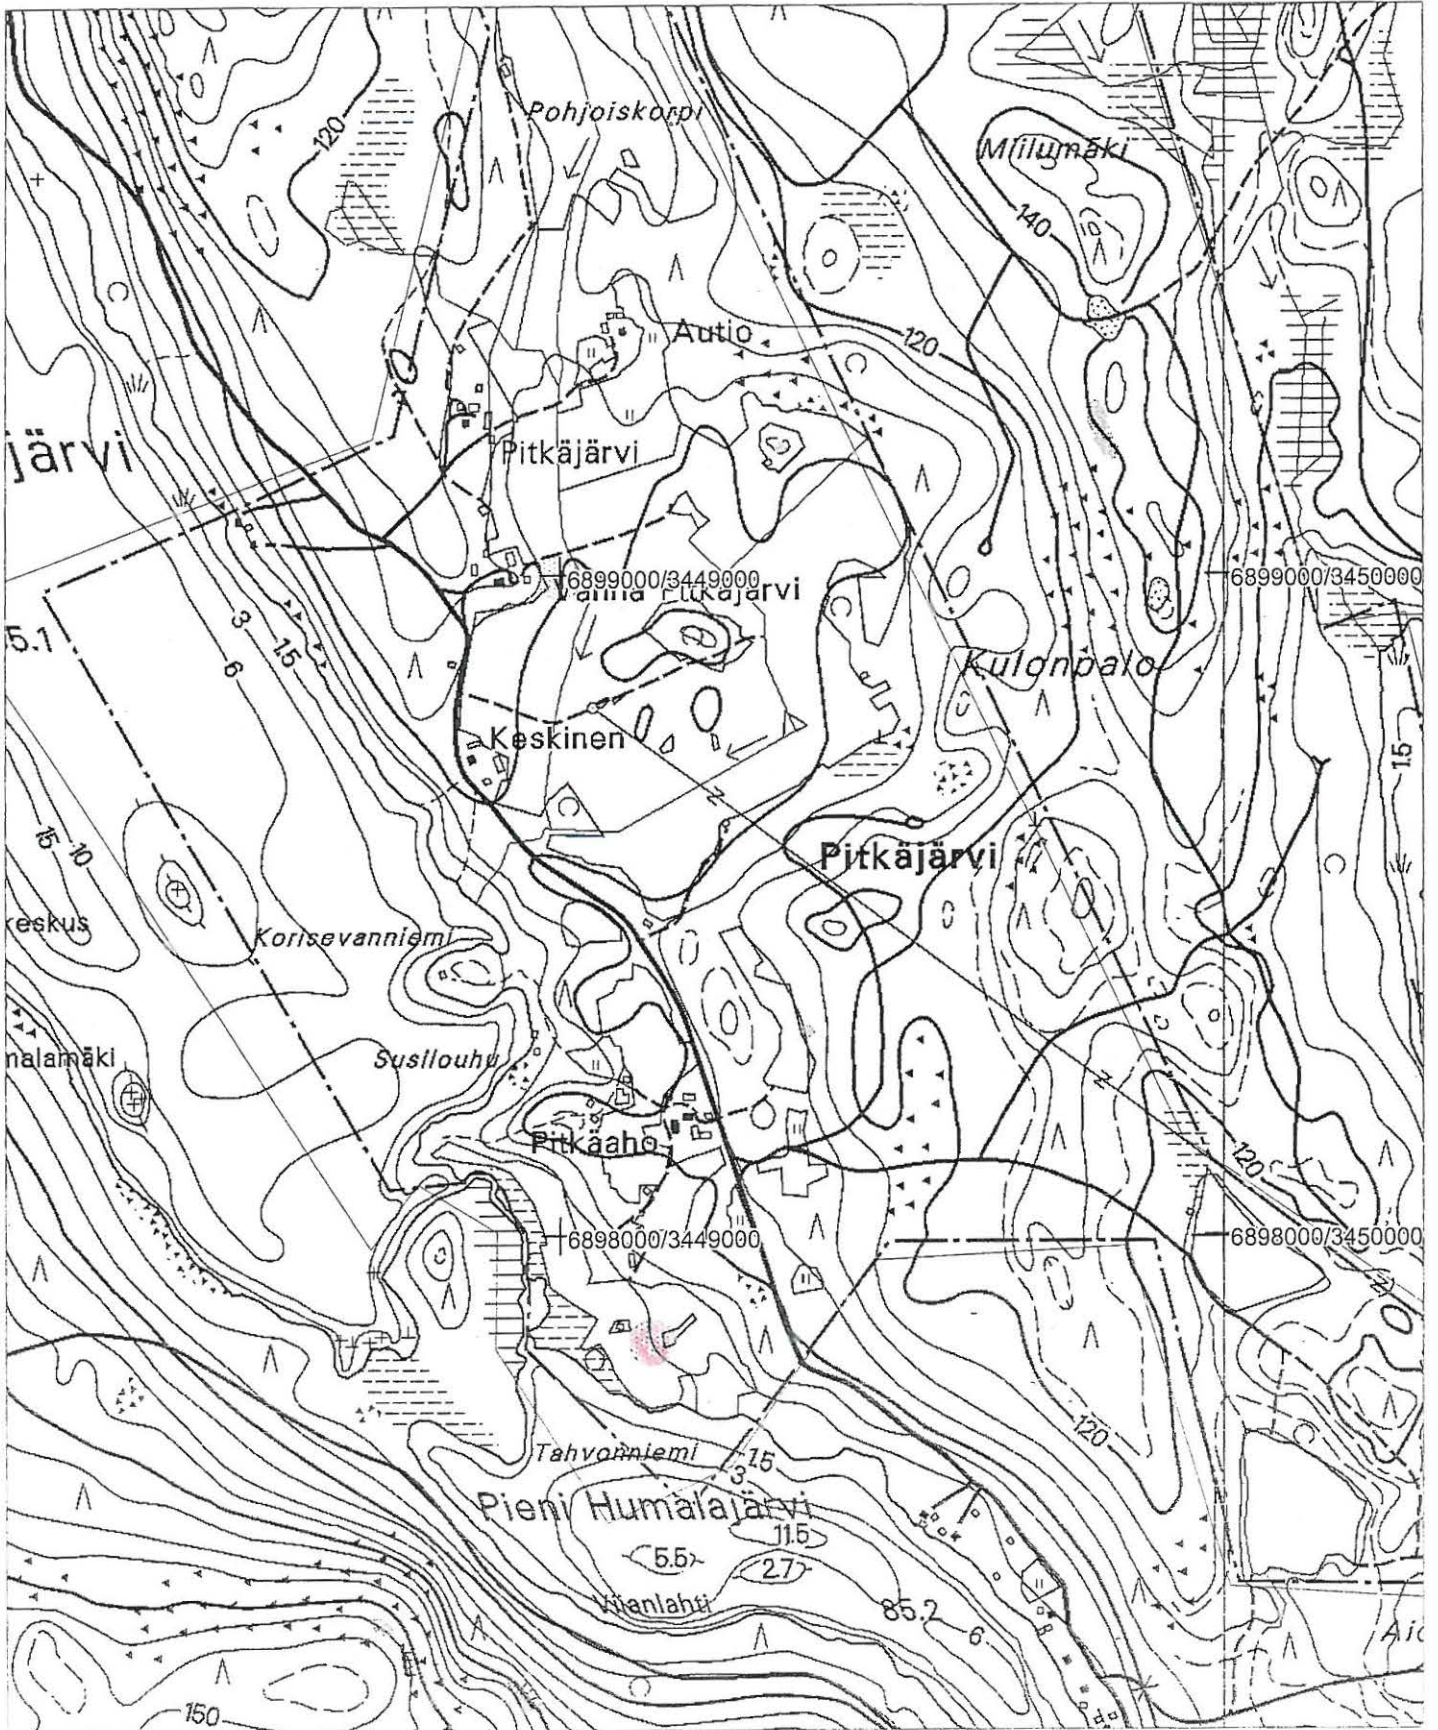 Pohjoiskorpi
120
Miilumäki
140
Autio
120
järvi
Pitkäjärvi
6899000/3449000
6899000/3450000
Vanha Pitkäjärvi
5.1
3
1.5
6
Kulonpalo
Keskinen
1.5
15
10
Pitkäjärvi
keskus
Korisevanniemi
malamäki
Susilouhu
Pitkäaho
120
6898000/3449000
6898000/3450000
120
Tahvonniemi
1.5
3
Pieni Humalajärvi
11.5
5.5
2.7
Viianlahti
85.2
6
150